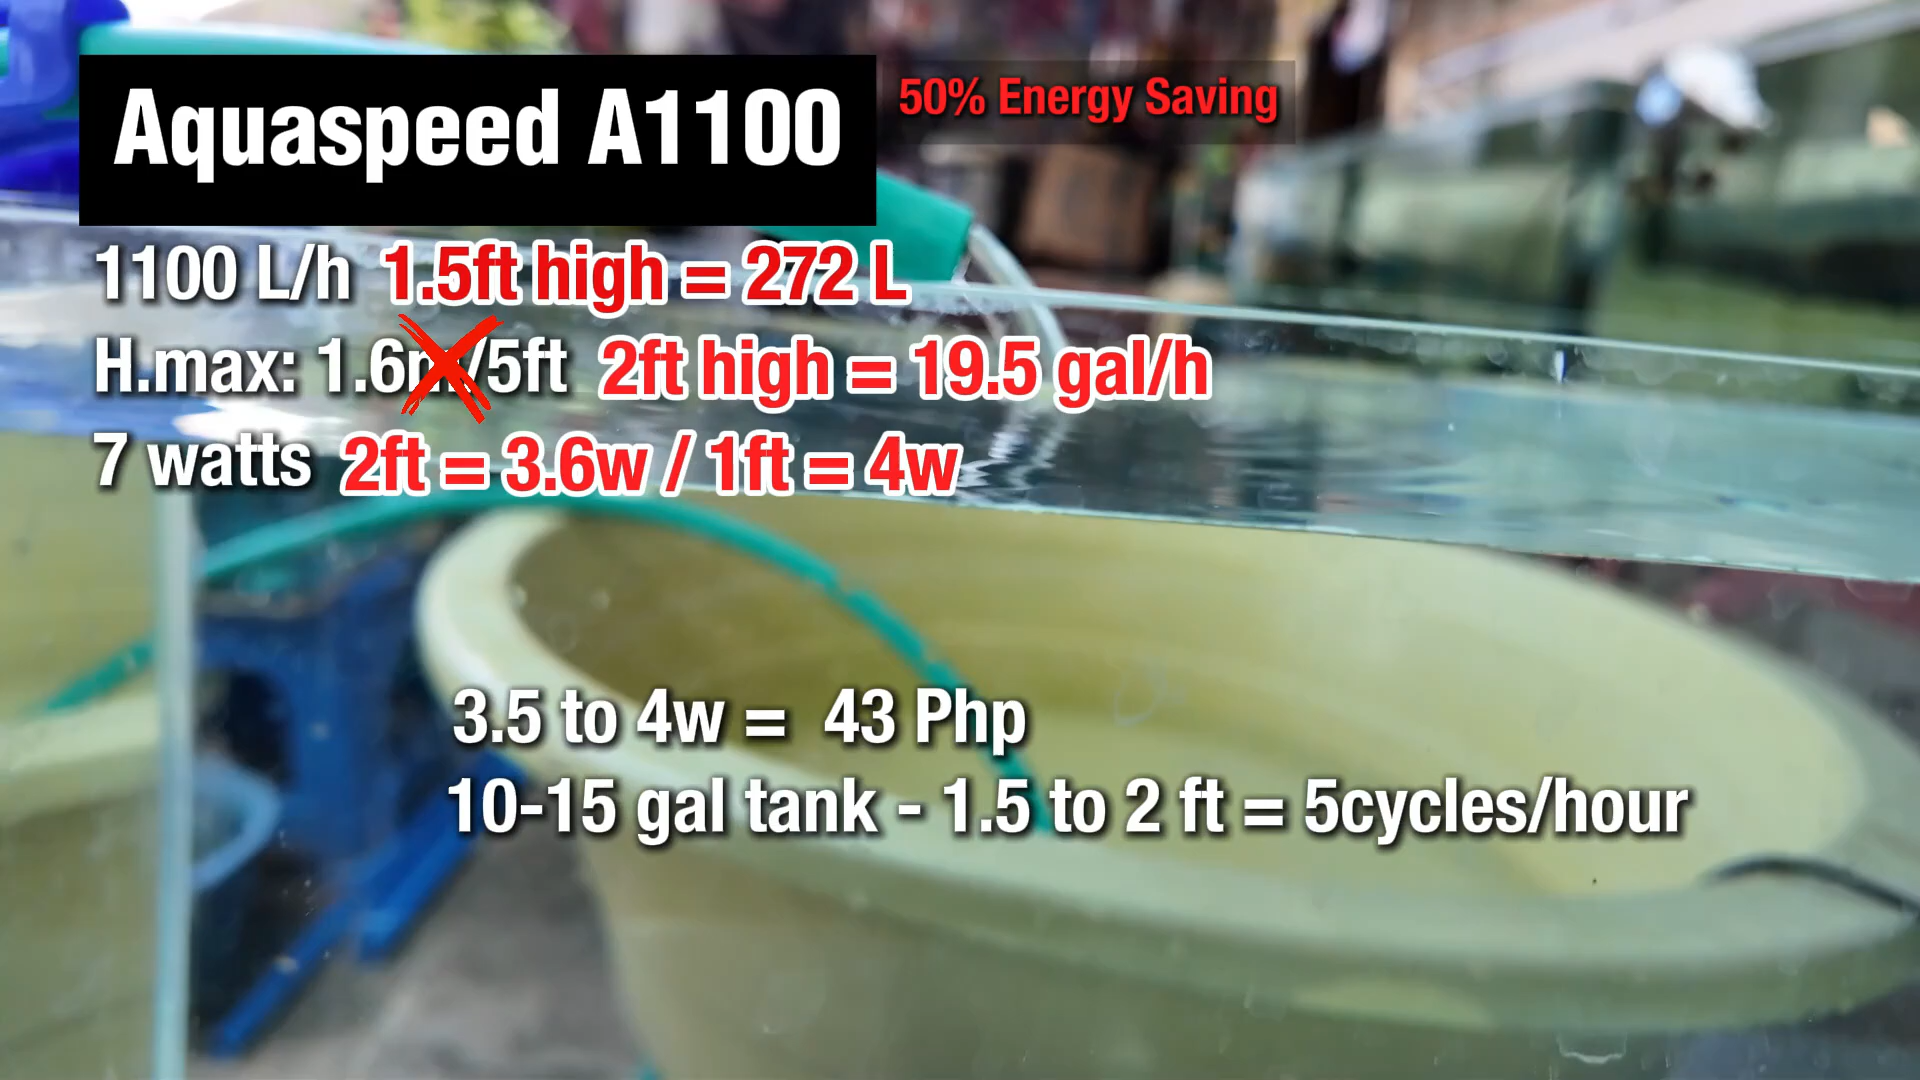 Aquaspeed A1100
50% Energy Saving
1100 L/h 1.5ft high = 272 L
H.max: 1.6m/5ft 2ft high = 19.5 gal/h
7 watts 2ft = 3.6w / 1ft = 4w
3.5 to 4w = 43 Php
10-15 gal tank - 1.5 to 2 ft = 5cycles/hour